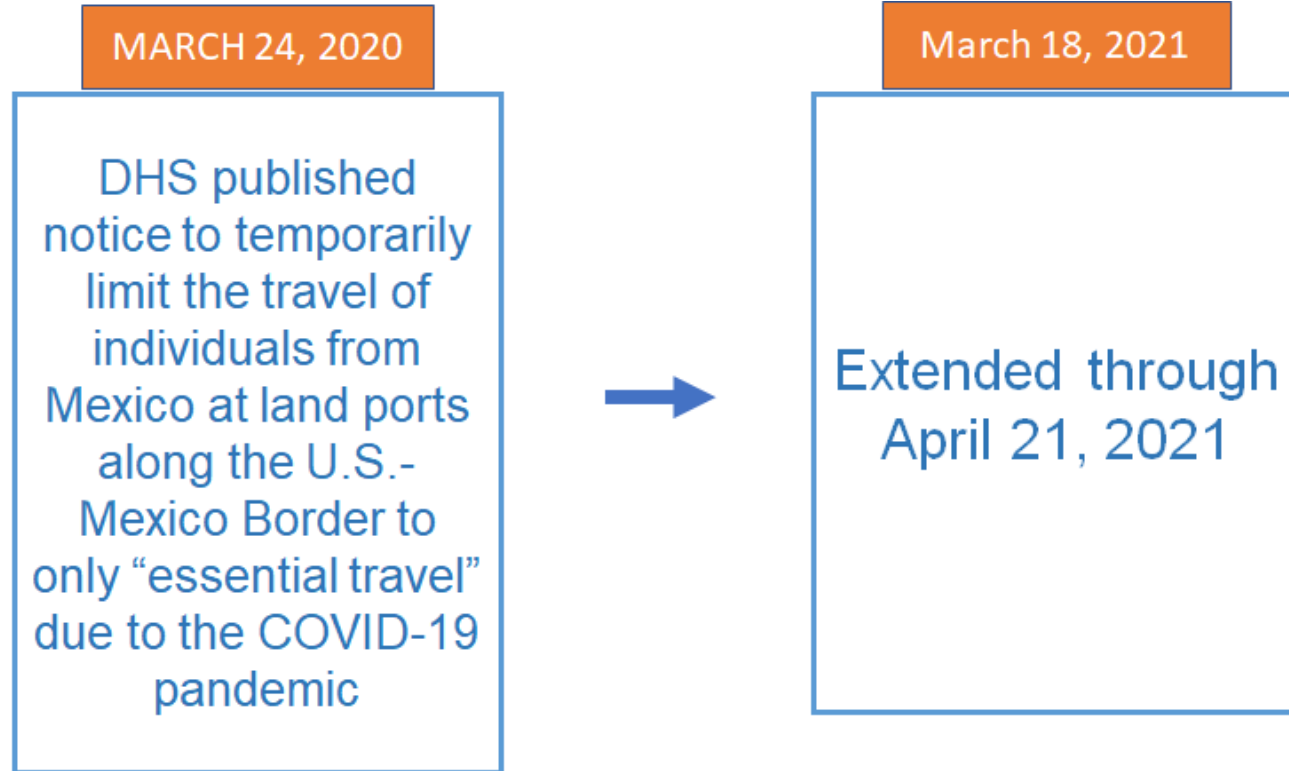 MARCH 24, 2020
DHS published
notice to temporarily
limit the travel of
individuals from
Mexico at land ports
along the U.S.-
Mexico Border to
only “essential travel”
due to the COVID-19
pandemic
March 18, 2021
Extended through
April 21, 2021